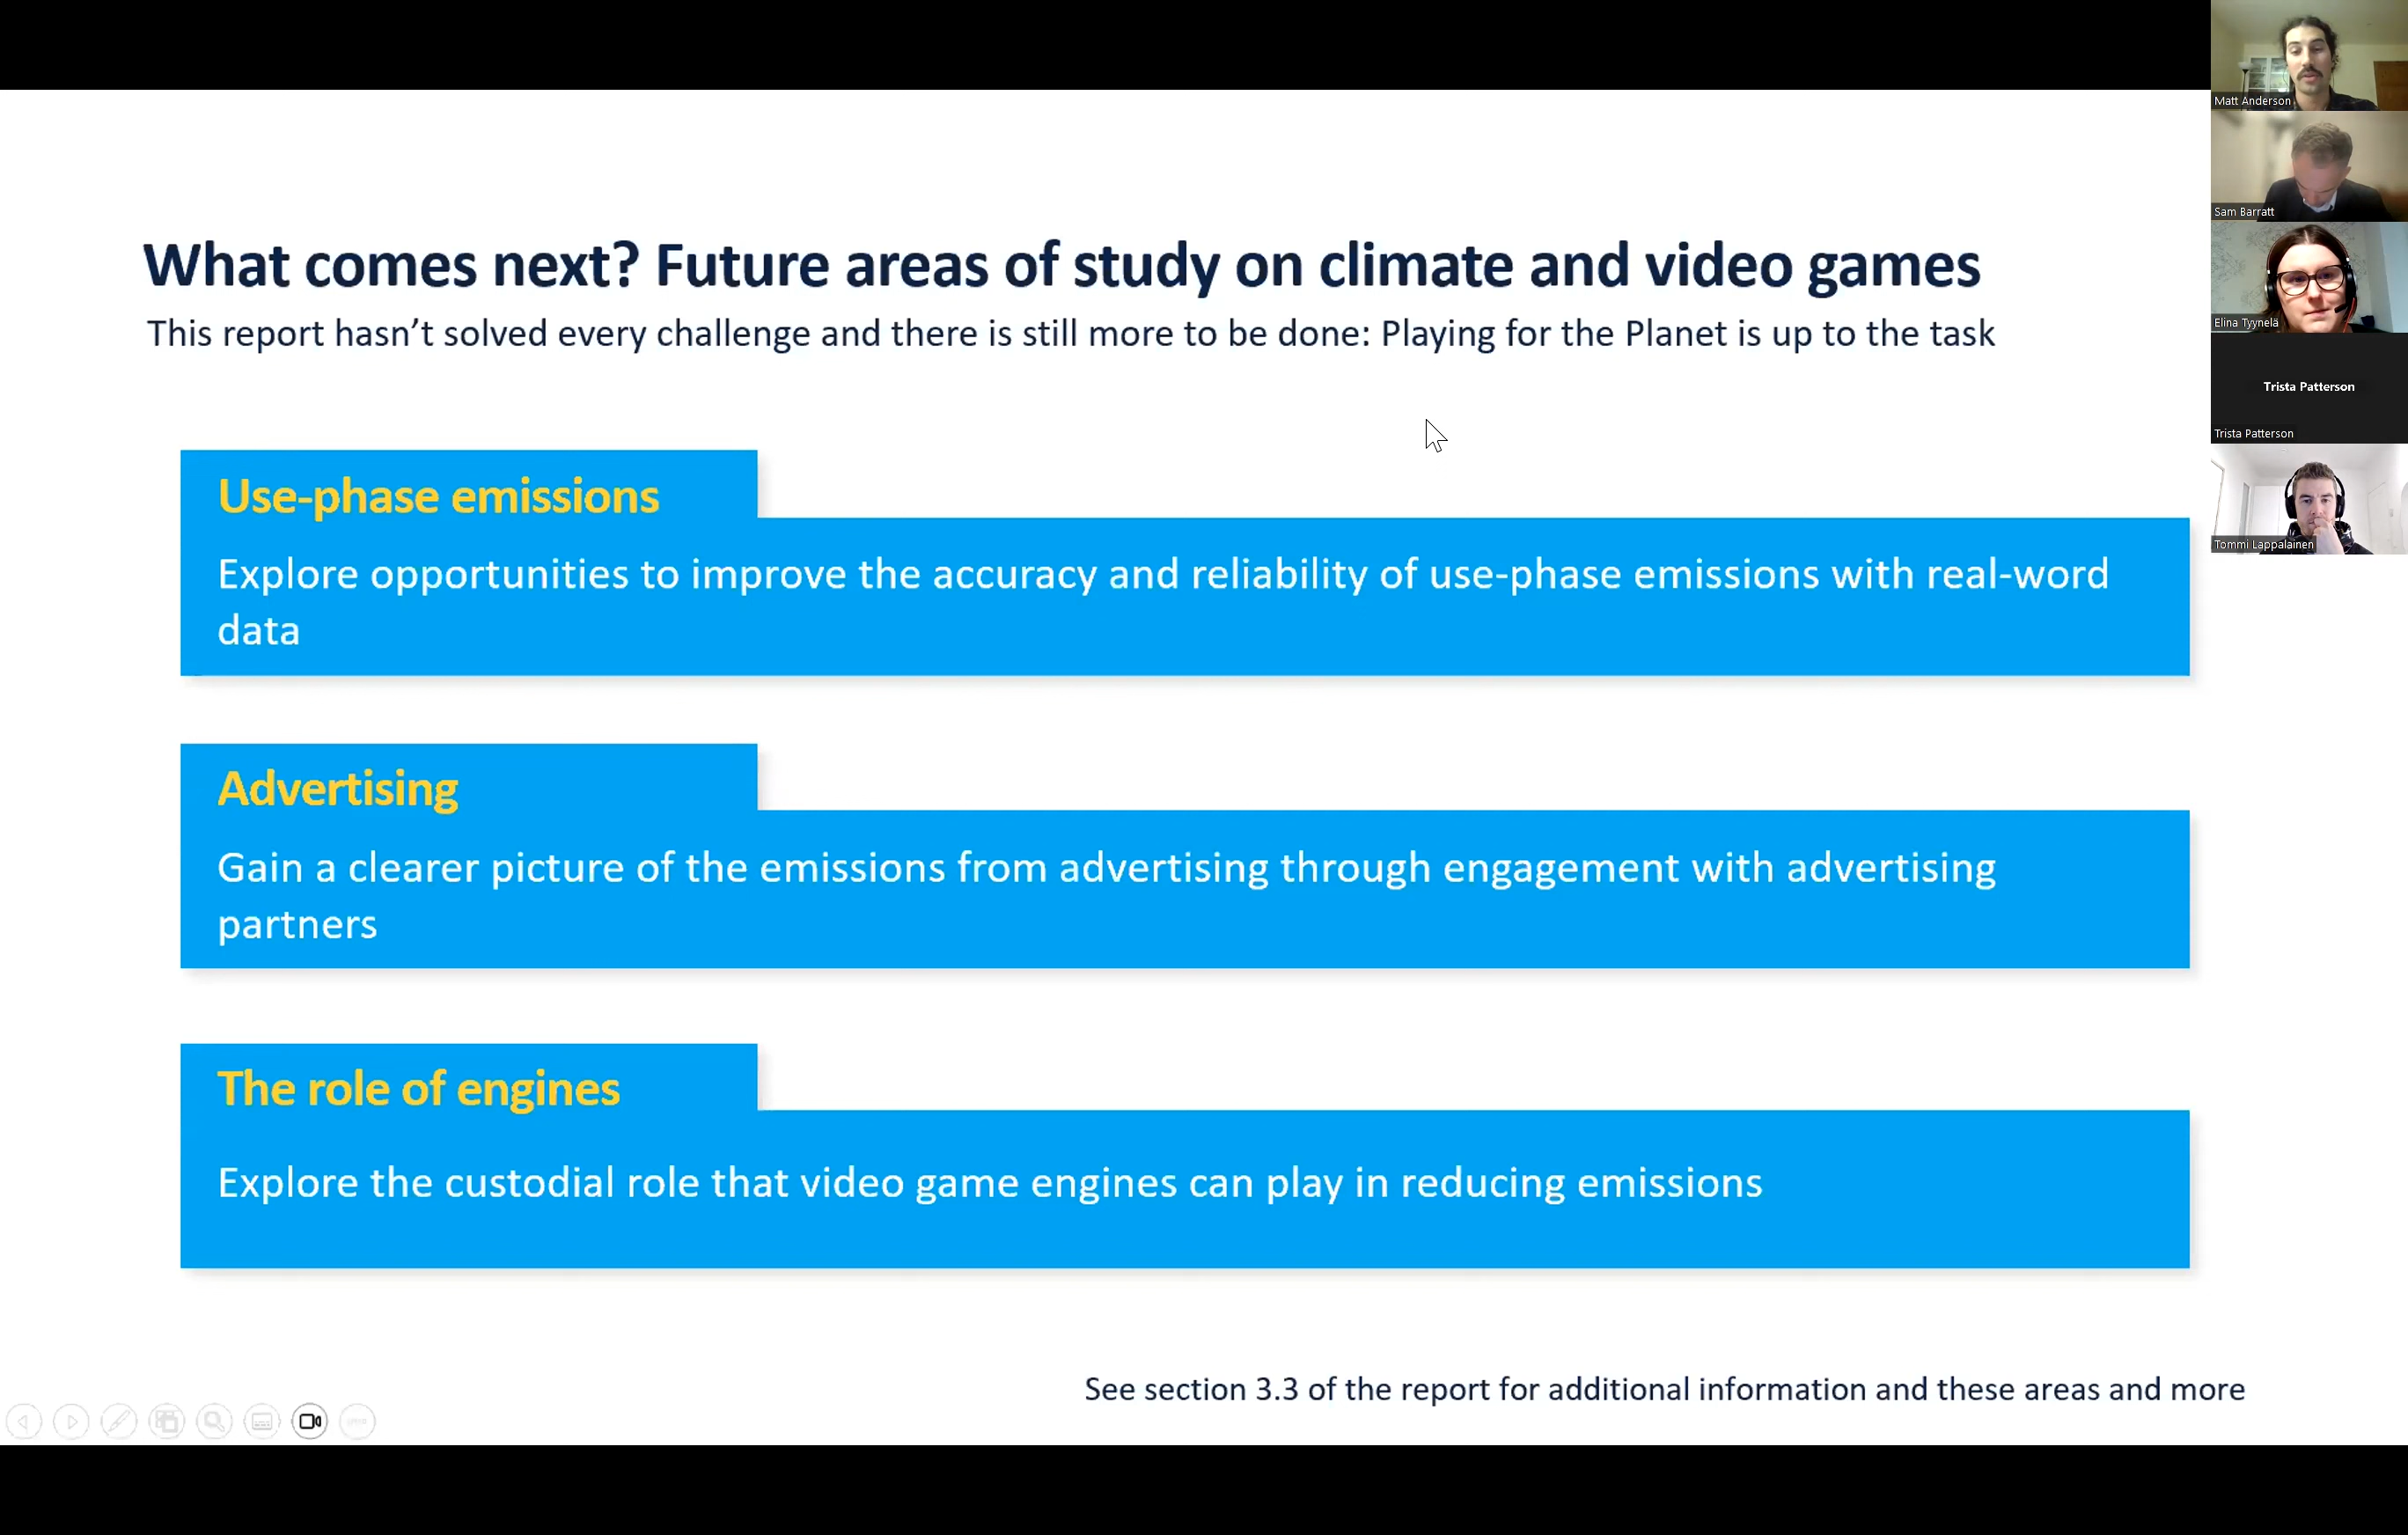 What comes next? Future areas of study on climate and video games
This report hasn't solved every challenge and there is still more to be done: Playing for the Planet is up to the task
Use-phase emissions
Explore opportunities to improve the accuracy and reliability of use-phase emissions with real-word
data
Advertising
Gain a clearer picture of the emissions from advertising through engagement with advertising
partners
The role of engines
Explore the custodial role that video game engines can play in reducing emissions
See section 3.3 of the report for additional information and these areas and more
Matt Anderson
Sam Barratt
Elina Tyynelä
Trista Patterson
Trista Patterson
Tommi Lappalainen